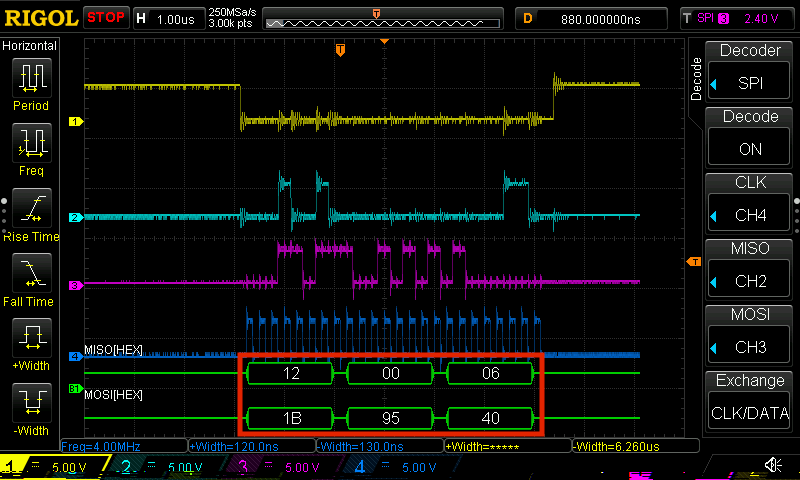 RIGOL STOP H 1.00us 250MSa/s 3.00k pts T D 880.000000ns T SPI 3 2.40 V
Horizontal
Period
Freq
Rise Time
Fall Time
+Width
-Width
T
1
2
3
T
4
MISO[HEX]
12 00 06
B1
MOSI[HEX]
1B 95 40
Freq=4.00MHz +Width=120.0ns -Width=130.0ns +Width=***** -Width=6.260us
1 = 5.00 V 2 = 5.00 V 3 = 5.00 V 4 = 5.00 V
Decode
Decoder
SPI
Decode
ON
CLK
CH4
MISO
CH2
MOSI
CH3
Exchange
CLK/DATA